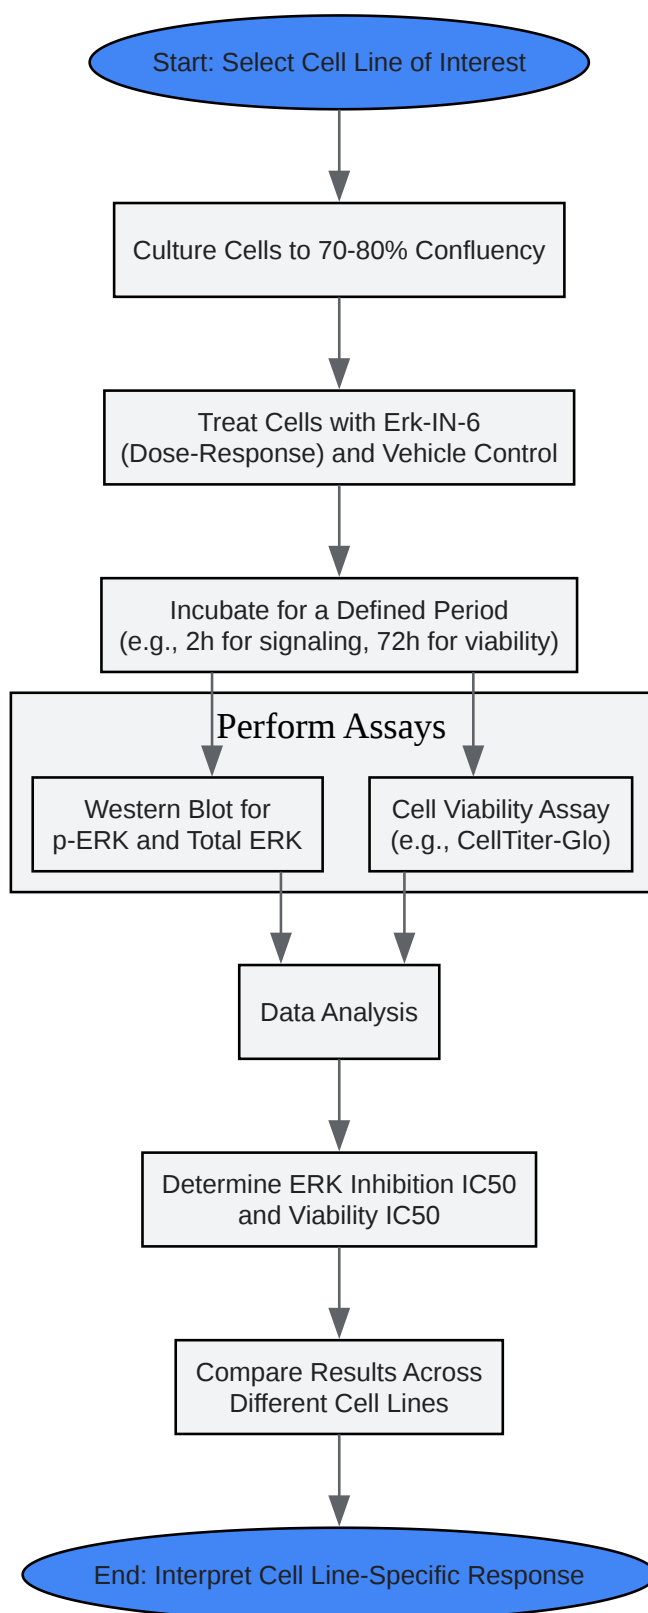 Start: Select Cell Line of Interest
Culture Cells to 70-80% Confluency
Treat Cells with Erk-IN-6
(Dose-Response) and Vehicle Control
Incubate for a Defined Period
(e.g., 2h for signaling, 72h for viability)
Perform Assays
Western Blot for
p-ERK and Total ERK
Cell Viability Assay
(e.g., CellTiter-Glo)
Data Analysis
Determine ERK Inhibition IC50
and Viability IC50
Compare Results Across
Different Cell Lines
End: Interpret Cell Line-Specific Response